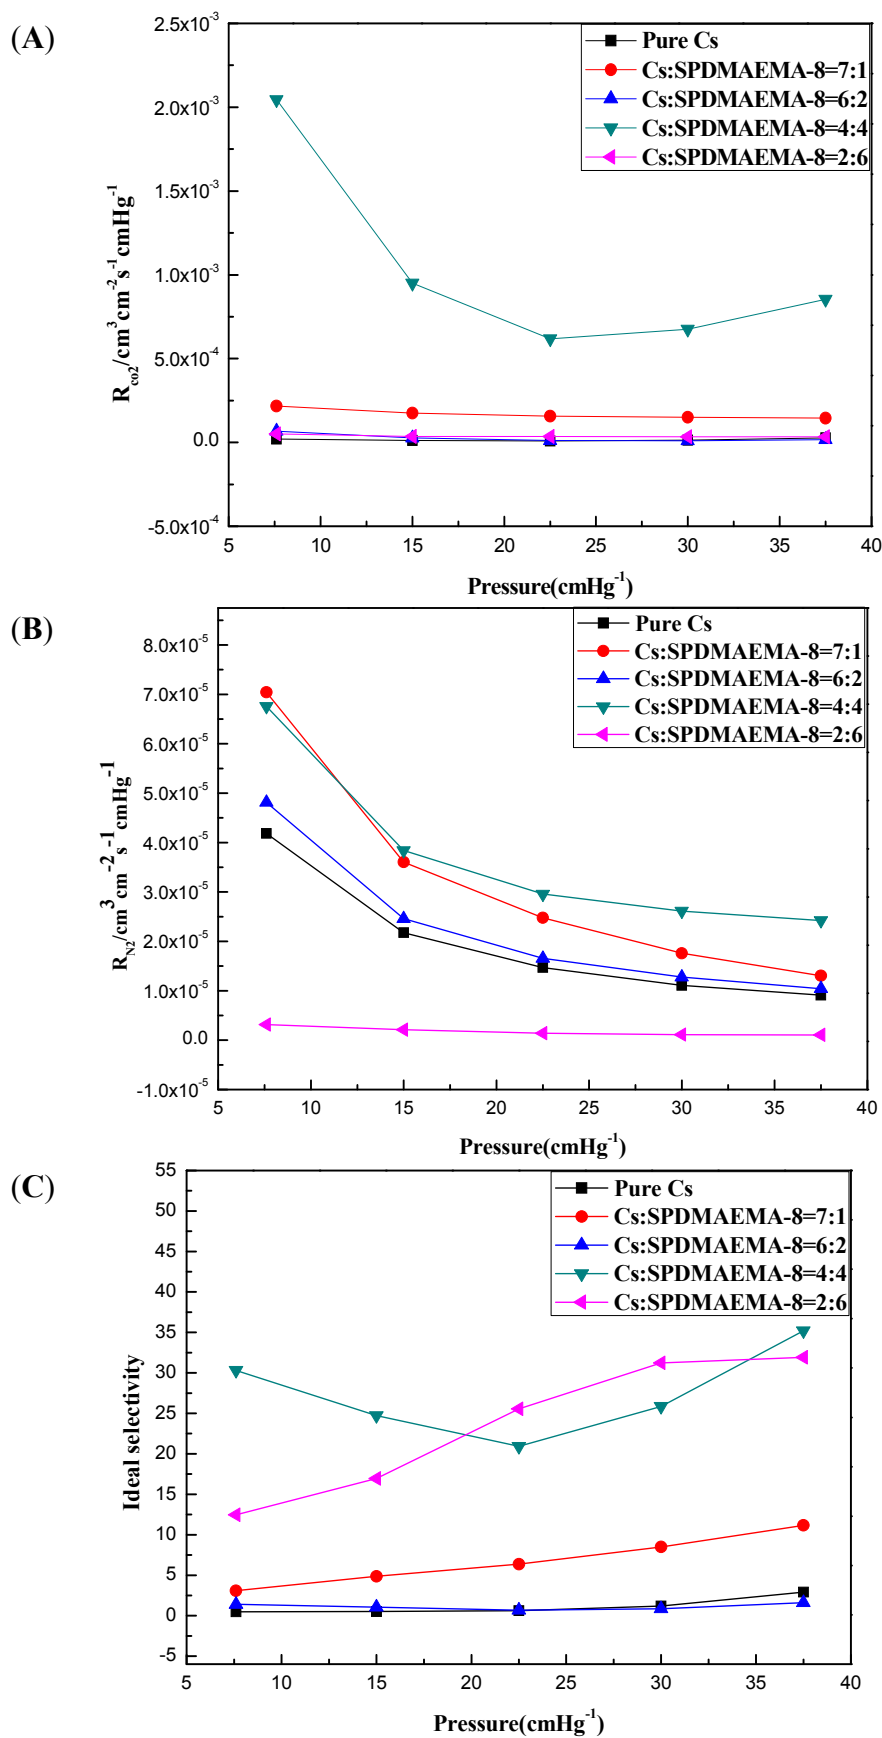 (A)
2.5x10⁻³
2.0x10⁻³
1.5x10⁻³
1.0x10⁻³
5.0x10⁻⁴
0.0
-5.0x10⁻⁴
R_co2/cm³cm⁻²s⁻¹cmHg⁻¹
Pure Cs
Cs:SPDMAEMA-8=7:1
Cs:SPDMAEMA-8=6:2
Cs:SPDMAEMA-8=4:4
Cs:SPDMAEMA-8=2:6
5 10 15 20 25 30 35 40
Pressure(cmHg⁻¹)
(B)
8.0x10⁻⁵
7.0x10⁻⁵
6.0x10⁻⁵
5.0x10⁻⁵
4.0x10⁻⁵
3.0x10⁻⁵
2.0x10⁻⁵
1.0x10⁻⁵
0.0
-1.0x10⁻⁵
R_N2/cm³cm⁻²s⁻¹cmHg⁻¹
Pure Cs
Cs:SPDMAEMA-8=7:1
Cs:SPDMAEMA-8=6:2
Cs:SPDMAEMA-8=4:4
Cs:SPDMAEMA-8=2:6
5 10 15 20 25 30 35 40
Pressure(cmHg⁻¹)
(C)
55
50
45
40
35
30
25
20
15
10
5
0
-5
Ideal selectivity
Pure Cs
Cs:SPDMAEMA-8=7:1
Cs:SPDMAEMA-8=6:2
Cs:SPDMAEMA-8=4:4
Cs:SPDMAEMA-8=2:6
5 10 15 20 25 30 35 40
Pressure(cmHg⁻¹)